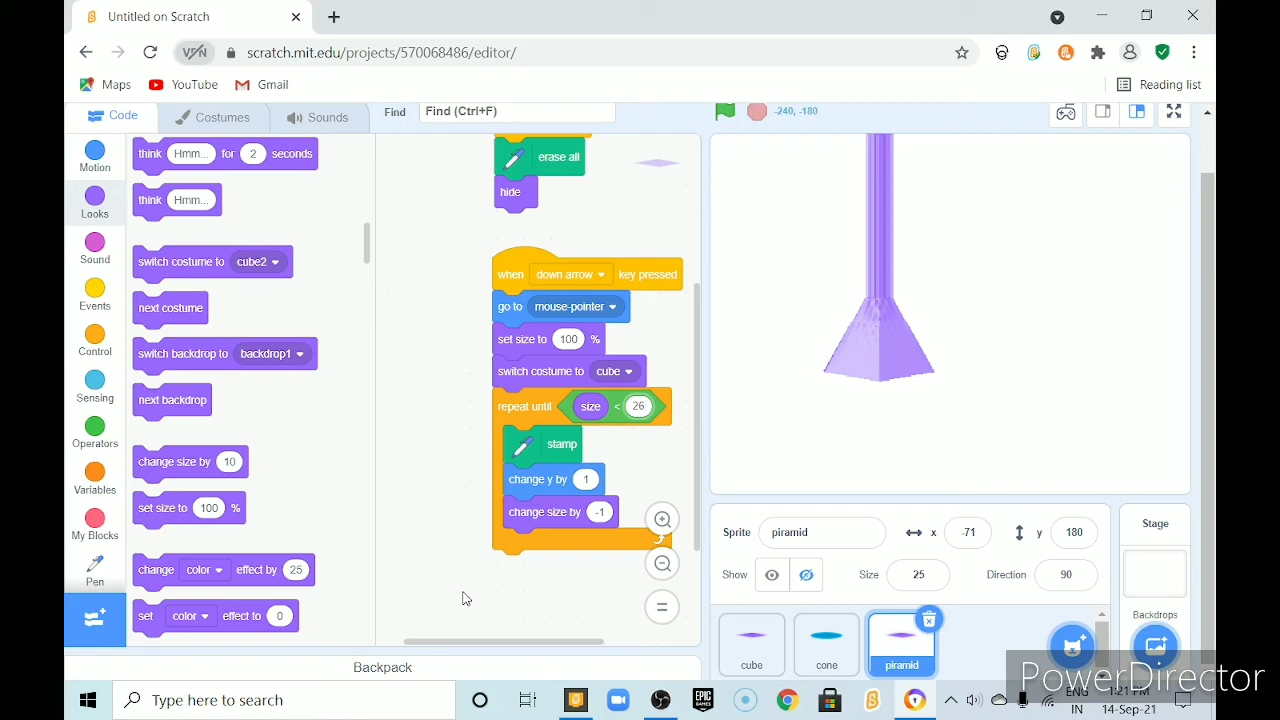 Untitled on Scratch
VPN scratch.mit.edu/projects/570068486/editor/
Maps YouTube Gmail Reading list
Code Costumes Sounds Find Find (Ctrl+F) -240, -180
Motion
Looks
Sound
Events
Control
Sensing
Operators
Variables
My Blocks
Pen
think Hmm... for 2 seconds
think Hmm...
switch costume to cube2
next costume
switch backdrop to backdrop1
next backdrop
change size by 10
set size to 100 %
change color effect by 25
set color effect to 0
erase all
hide
when down arrow key pressed
go to mouse-pointer
set size to 100 %
switch costume to cube
repeat until size < 26
stamp
change y by 1
change size by -1
Sprite piramid x -71 y 180
Show Size 25 Direction 90
cube cone piramid
Stage
Backdrops
Backpack
PowerDirector
Type here to search
EPIC GAMES
ENG 1:21 PM
IN 14-Sep-21